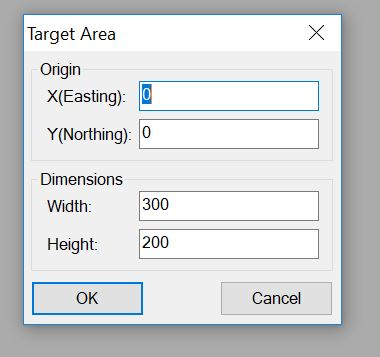 Target Area
Origin
X(Easting): 0
Y(Northing): 0
Dimensions
Width: 300
Height: 200
OK Cancel